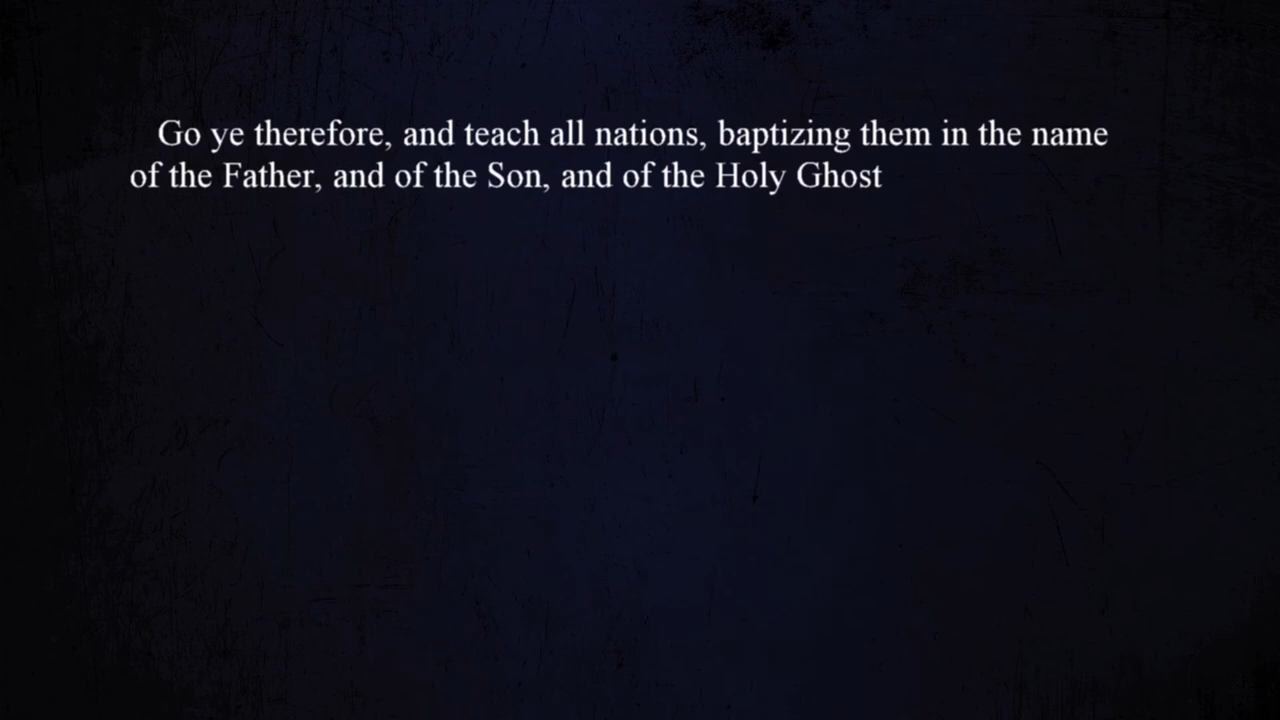 Go ye therefore, and teach all nations, baptizing them in the name
of the Father, and of the Son, and of the Holy Ghost